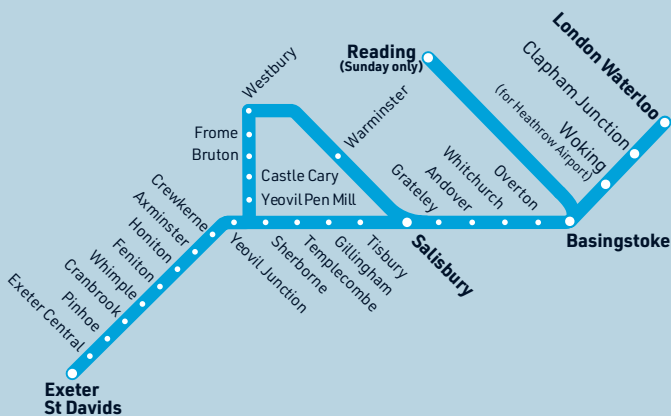 London Waterloo
Clapham Junction
Woking
(for Heathrow Airport)
Reading
(Sunday only)
Westbury
Warminster
Frome
Bruton
Castle Cary
Yeovil Pen Mill
Overton
Whitchurch
Andover
Grateley
Basingstoke
Salisbury
Tisbury
Gillingham
Templecombe
Sherborne
Yeovil Junction
Crewkerne
Axminster
Honiton
Feniton
Whimple
Cranbrook
Pinhoe
Exeter Central
Exeter
St Davids